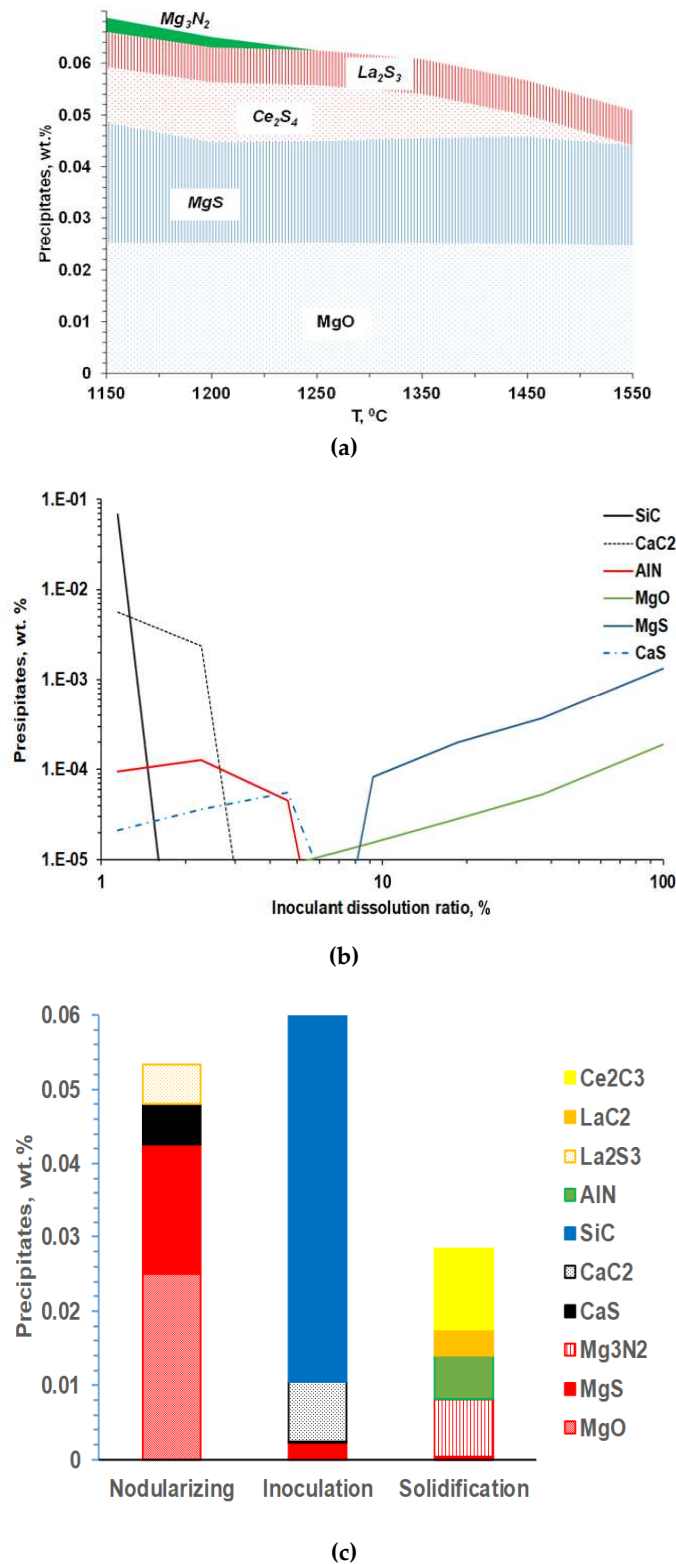 Mg3N2
La2S3
Ce2S4
MgS
MgO
Precipitates, wt.%
0.06
0.05
0.04
0.03
0.02
0.01
0
1150 1200 1250 1350 1450 1550
T, ⁰C
(a)
1.E-01
1.E-02
1.E-03
1.E-04
1.E-05
Presipitates, wt. %
SiC
CaC2
AlN
MgO
MgS
CaS
1 10 100
Inoculant dissolution ratio, %
(b)
0.06
0.05
0.04
0.03
0.02
0.01
0
Precipitates, wt.%
Ce2C3
LaC2
La2S3
AlN
SiC
CaC2
CaS
Mg3N2
MgS
MgO
Nodularizing Inoculation Solidification
(c)